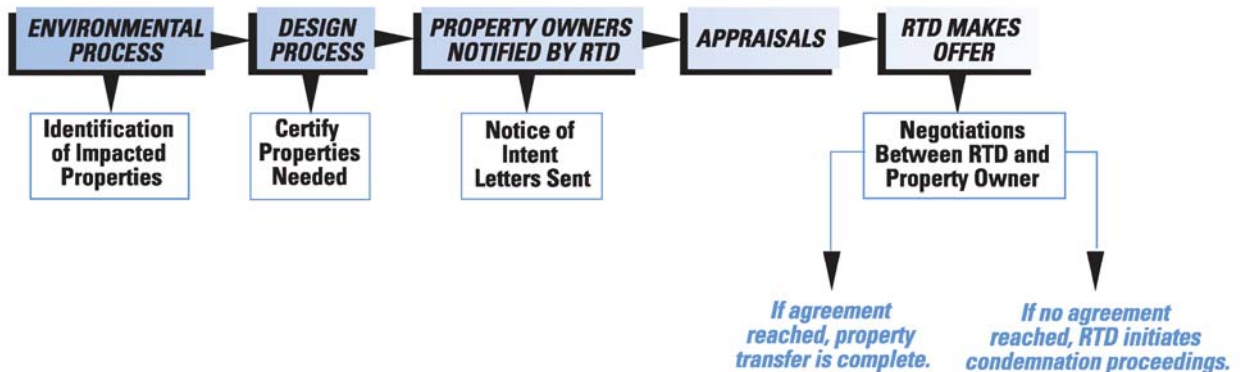 ENVIRONMENTAL
PROCESS
DESIGN
PROCESS
PROPERTY OWNERS
NOTIFIED BY RTD
APPRAISALS
RTD MAKES
OFFER
Identification
of Impacted
Properties
Certify
Properties
Needed
Notice of
Intent
Letters Sent
Negotiations
Between RTD and
Property Owner
If agreement
reached, property
transfer is complete.
If no agreement
reached, RTD initiates
condemnation proceedings.